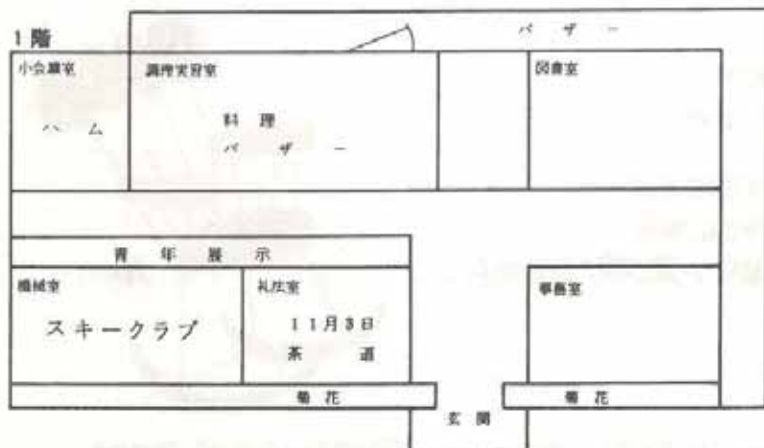 バザー
1階
小会議室
調理実習室
図書室
ハム
料理
バザー
青年展示
機械室
礼法室
事務室
スキークラブ
11月3日
茶道
菊花
菊花
玄関